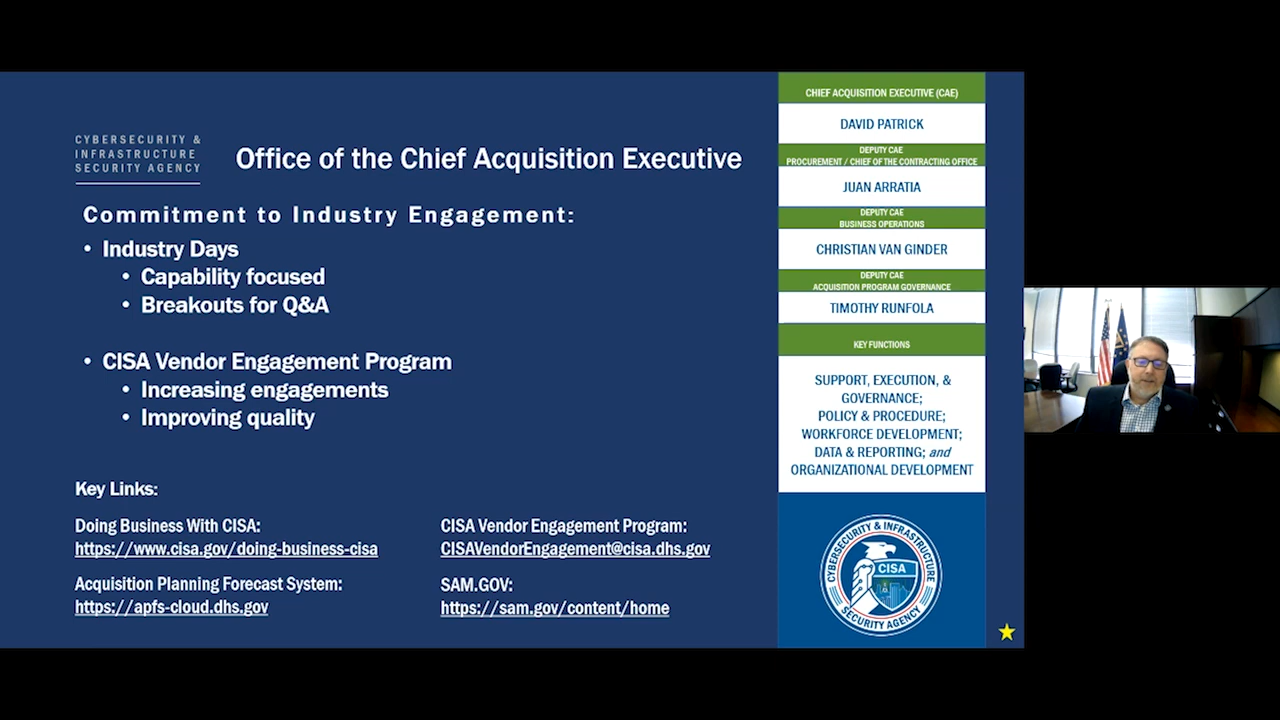 CYBERSECURITY &
INFRASTRUCTURE
SECURITY AGENCY
Office of the Chief Acquisition Executive
Commitment to Industry Engagement:
• Industry Days
• Capability focused
• Breakouts for Q&A
• CISA Vendor Engagement Program
• Increasing engagements
• Improving quality
Key Links:
Doing Business With CISA:
https://www.cisa.gov/doing-business-cisa
Acquisition Planning Forecast System:
https://apfs-cloud.dhs.gov
CISA Vendor Engagement Program:
CISAVendorEngagement@cisa.dhs.gov
SAM.GOV:
https://sam.gov/content/home
CHIEF ACQUISITION EXECUTIVE (CAE)
DAVID PATRICK
DEPUTY CAE
PROCUREMENT / CHIEF OF THE CONTRACTING OFFICE
JUAN ARRATIA
DEPUTY CAE
BUSINESS OPERATIONS
CHRISTIAN VAN GINDER
DEPUTY CAE
ACQUISITION PROGRAM GOVERNANCE
TIMOTHY RUNFOLA
KEY FUNCTIONS
SUPPORT, EXECUTION, &
GOVERNANCE;
POLICY & PROCEDURE;
WORKFORCE DEVELOPMENT;
DATA & REPORTING; and
ORGANIZATIONAL DEVELOPMENT
CYBERSECURITY & INFRASTRUCTURE
CISA
SECURITY AGENCY